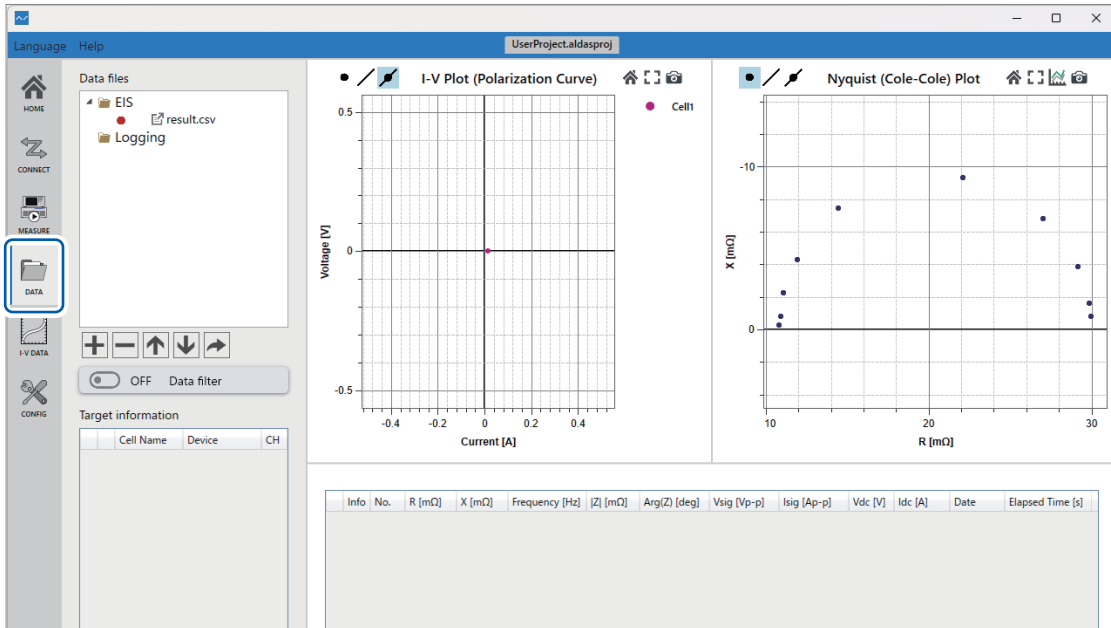 Language Help
UserProject.aldasproj
HOME
CONNECT
MEASURE
DATA
I-V DATA
CONFIG
Data files
EIS
result.csv
Logging
OFF Data filter
Target information
Cell Name Device CH
I-V Plot (Polarization Curve)
Cell1
0.5
0
-0.5
Voltage [V]
-0.4 -0.2 0 0.2 0.4
Current [A]
Nyquist (Cole-Cole) Plot
-10
0
X [mΩ]
10 20 30
R [mΩ]
Info No. R [mΩ] X [mΩ] Frequency [Hz] |Z| [mΩ] Arg(Z) [deg] Vsig [Vp-p] Isig [Ap-p] Vdc [V] Idc [A] Date Elapsed Time [s]